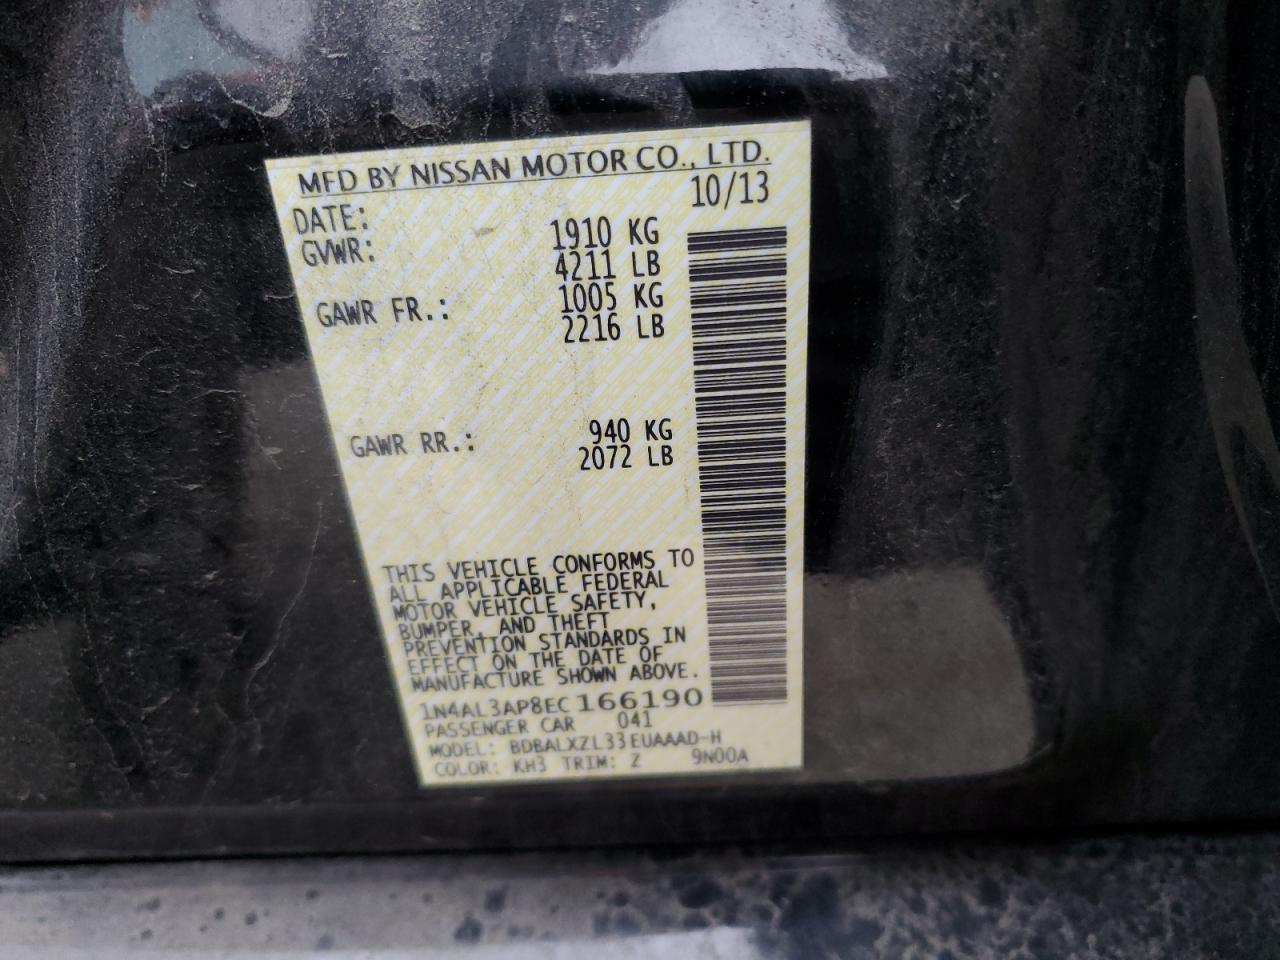 MFD BY NISSAN MOTOR CO., LTD.
DATE: 10/13
GVWR: 1910 KG
4211 LB
GAWR FR.: 1005 KG
2216 LB
GAWR RR.: 940 KG
2072 LB
THIS VEHICLE CONFORMS TO
ALL APPLICABLE FEDERAL
MOTOR VEHICLE SAFETY,
BUMPER, AND THEFT
PREVENTION STANDARDS IN
EFFECT ON THE DATE OF
MANUFACTURE SHOWN ABOVE.
1N4AL3AP8EC166190
PASSENGER CAR 041
MODEL: BDBALXZL33EUAAAD-H
COLOR: KH3 TRIM: Z 9N00A